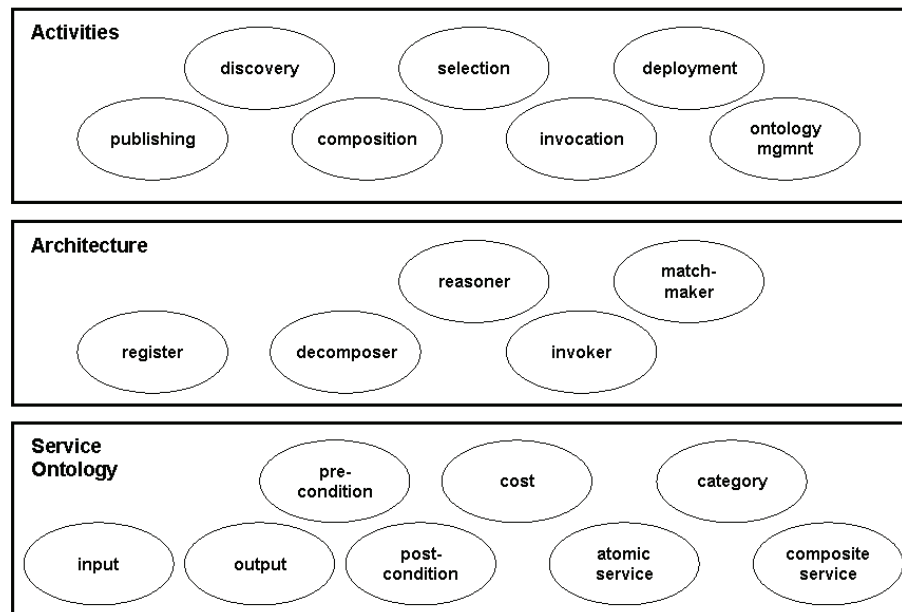 Activities
discovery
selection
deployment
publishing
composition
invocation
ontology
mgmnt
Architecture
reasoner
match-
maker
register
decomposer
invoker
Service
Ontology
pre-
condition
cost
category
input
output
post-
condition
atomic
service
composite
service